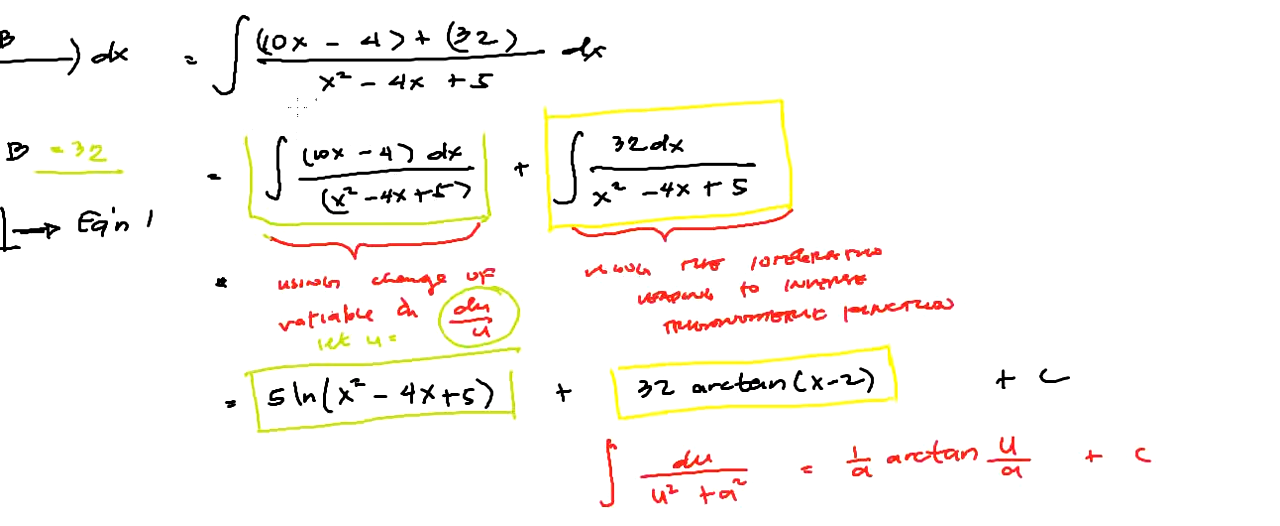 B ) dx = ∫ (10x - 4) + (32) / x² - 4x + 5 dx
B = 32
= ∫ (10x - 4) dx / (x² - 4x + 5) + ∫ 32 dx / x² - 4x + 5
→ Eq'n 1
using change of variable in du/u
let u =
using the integration leading to inverse trigonometric function
= 5 ln(x² - 4x + 5) + 32 arctan(x-2) + C
∫ du / u² + a² = 1/a arctan u/a + C